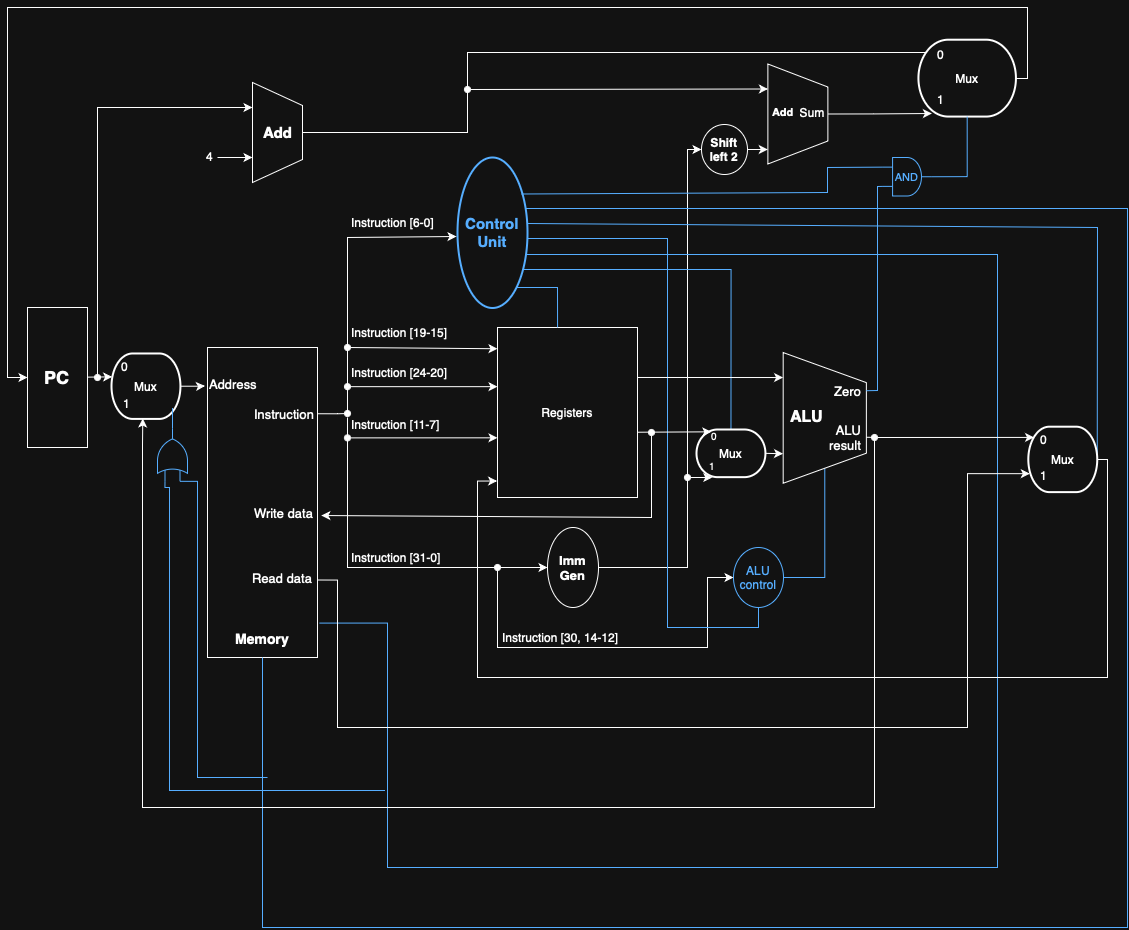 0
Mux
1
Add
4
Add Sum
Shift
left 2
AND
Control
Unit
Instruction [6-0]
Instruction [19-15]
Instruction [24-20]
Instruction [11-7]
PC
0
Mux
1
Address
Instruction
Write data
Read data
Memory
Registers
Zero
ALU
ALU
result
0
Mux
1
0
Mux
1
Instruction [31-0]
Imm
Gen
ALU
control
Instruction [30, 14-12]